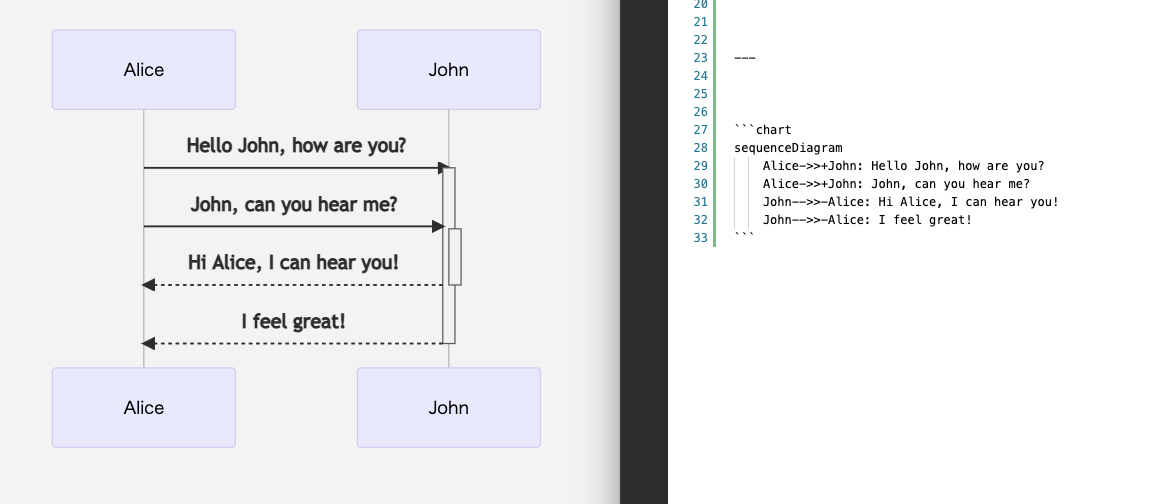 Alice
John
Hello John, how are you?
John, can you hear me?
Hi Alice, I can hear you!
I feel great!
Alice
John
20
21
22
23 ---
24
25
26
27 ```chart
28 sequenceDiagram
29 Alice->>+John: Hello John, how are you?
30 Alice->>+John: John, can you hear me?
31 John-->>-Alice: Hi Alice, I can hear you!
32 John-->>-Alice: I feel great!
33 ```